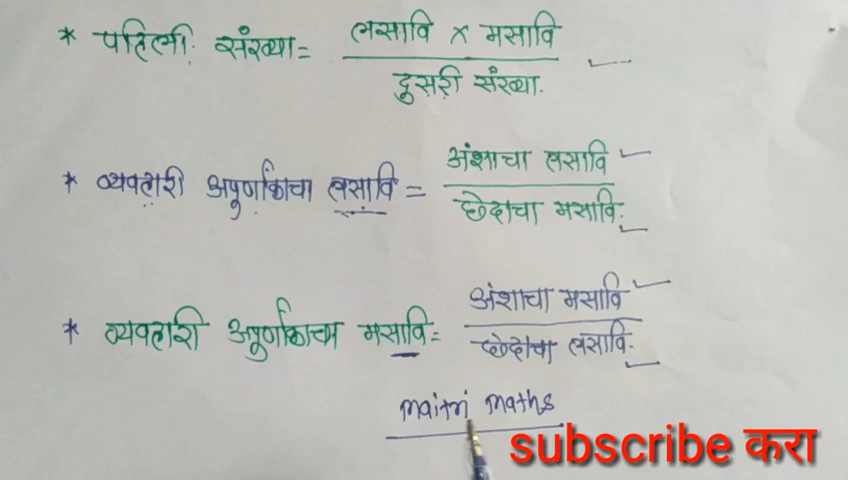 * पहिली संख्या = लसावि x मसावि
दुसरी संख्या.
* व्यवहारी अपूर्णांकाचा लसावि = अंशाचा लसावि
छेदाचा मसावि.
* व्यवहारी अपूर्णांकाचा मसावि = अंशाचा मसावि
छेदाचा लसावि.
maitri maths
subscribe करा